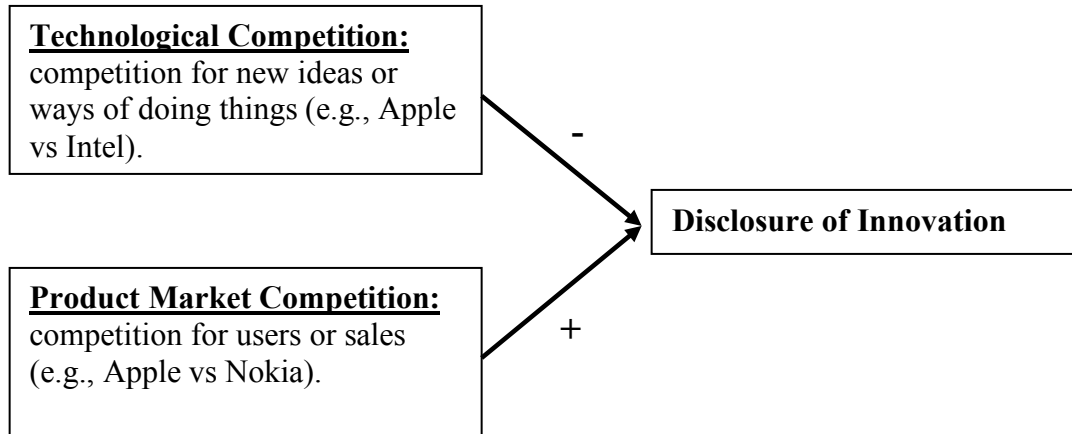 Technological Competition:
competition for new ideas or
ways of doing things (e.g., Apple
vs Intel).
-
Disclosure of Innovation
Product Market Competition:
competition for users or sales
(e.g., Apple vs Nokia).
+